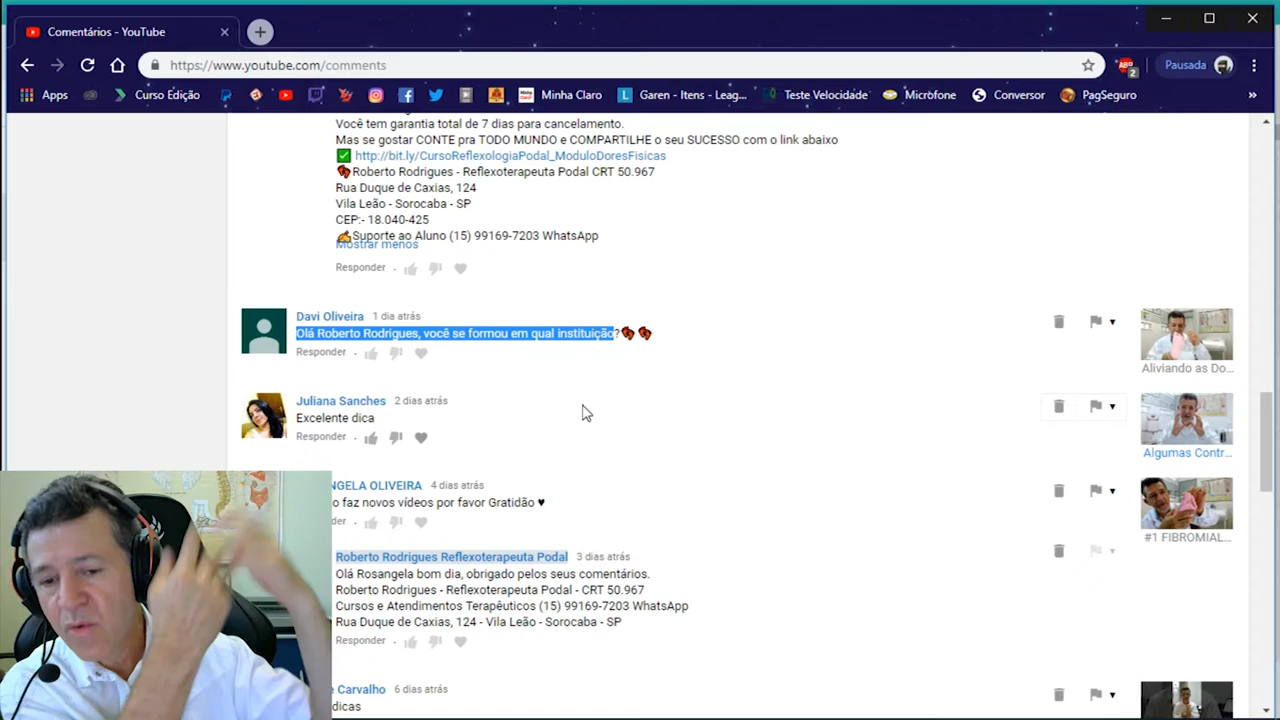 Comentários - YouTube
https://www.youtube.com/comments
2
Pausada
Apps
Curso Edição
Minha Claro
Garen - Itens - Leag...
Teste Velocidade
Microfone
Conversor
PagSeguro
»
Você tem garantia total de 7 dias para cancelamento.
Mas se gostar CONTE pra TODO MUNDO e COMPARTILHE o seu SUCESSO com o link abaixo
✅ http://bit.ly/CursoReflexologiaPodal_ModuloDoresFisicas
👣Roberto Rodrigues - Reflexoterapeuta Podal CRT 50.967
Rua Duque de Caxias, 124
Vila Leão - Sorocaba - SP
CEP:- 18.040-425
✍Suporte ao Aluno (15) 99169-7203 WhatsApp
Mostrar menos
Responder
Davi Oliveira 1 dia atrás
Olá Roberto Rodrigues, você se formou em qual instituição?👣👣
Responder
Aliviando as Do...
Juliana Sanches 2 dias atrás
Excelente dica
Responder
Algumas Contr...
NGELA OLIVEIRA 4 dias atrás
o faz novos vídeos por favor Gratidão ♥
der
#1 FIBROMIAL...
Roberto Rodrigues Reflexoterapeuta Podal 3 dias atrás
Olá Rosangela bom dia, obrigado pelos seus comentários.
Roberto Rodrigues - Reflexoterapeuta Podal - CRT 50.967
Cursos e Atendimentos Terapêuticos (15) 99169-7203 WhatsApp
Rua Duque de Caxias, 124 - Vila Leão - Sorocaba - SP
Responder
e Carvalho 6 dias atrás
dicas